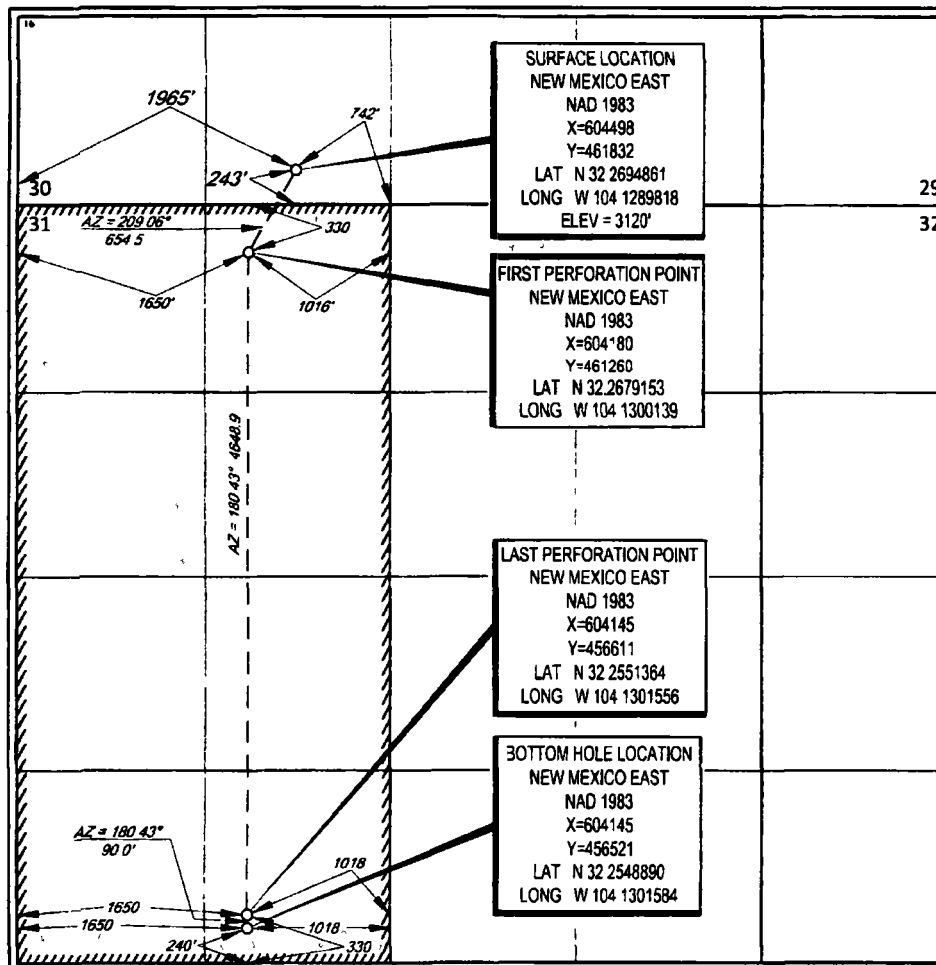 16
SURFACE LOCATION
NEW MEXICO EAST
NAD 1983
X=604498
Y=461832
LAT N 32 2694861
LONG W 104 1289818
ELEV = 3120'
1965'
742'
243'
30
29
31
32
AZ = 209 06°
654 5
330
1650'
1016'
FIRST PERFORATION POINT
NEW MEXICO EAST
NAD 1983
X=604180
Y=461260
LAT N 32.2679153
LONG W 104 1300139
AZ = 180 43° 4648.9
LAST PERFORATION POINT
NEW MEXICO EAST
NAD 1983
X=604145
Y=456611
LAT N 32 2551364
LONG W 104 1301556
BOTTOM HOLE LOCATION
NEW MEXICO EAST
NAD 1983
X=604145
Y=456521
LAT N 32 2548890
LONG W 104 1301584
AZ = 180 43°
90 0'
1018
1650
1650
1018
240'
330